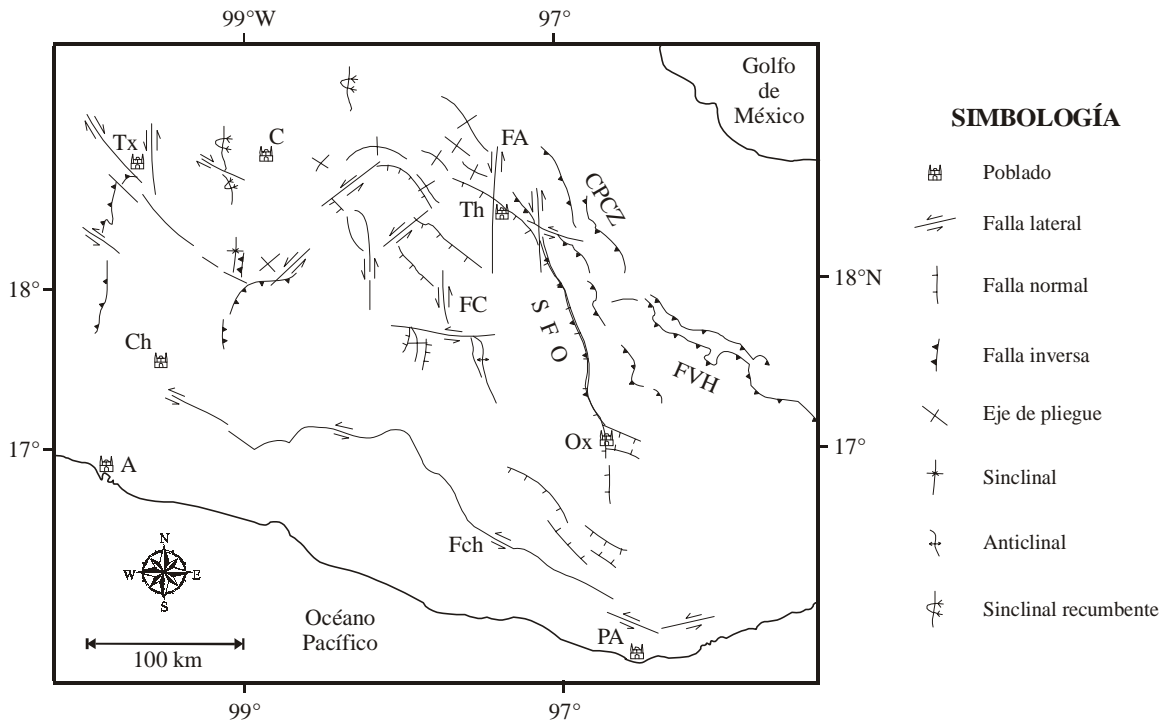 99°W
97°
Golfo
de
México
SIMBOLOGÍA
Tx
C
FA
CPCZ
Poblado
Th
Falla lateral
18°
18°N
Falla normal
FC
S F O
Ch
Falla inversa
FVH
Eje de pliegue
17°
17°
A
Ox
Sinclinal
N
W
E
S
Fch
Anticlinal
Océano
Pacífico
Sinclinal recumbente
PA
100 km
99°
97°